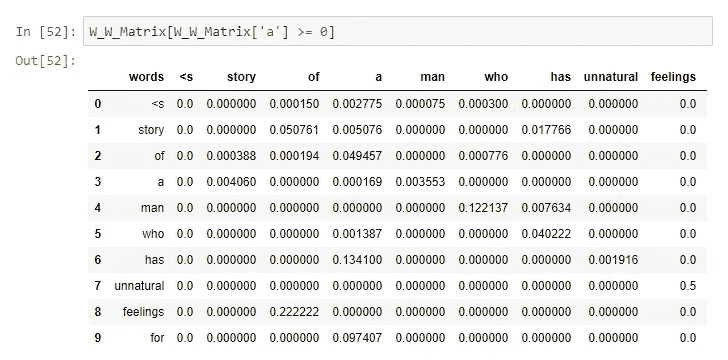 In [52]: W_W_Matrix[W_W_Matrix['a'] >= 0]
Out[52]:
words <s story of a man who has unnatural feelings
0 <s 0.0 0.000000 0.000150 0.002775 0.000075 0.000300 0.000000 0.000000 0.0
1 story 0.0 0.000000 0.050761 0.005076 0.000000 0.000000 0.017766 0.000000 0.0
2 of 0.0 0.000388 0.000194 0.049457 0.000000 0.000776 0.000000 0.000000 0.0
3 a 0.0 0.004060 0.000000 0.000169 0.003553 0.000000 0.000000 0.000000 0.0
4 man 0.0 0.000000 0.000000 0.000000 0.000000 0.122137 0.007634 0.000000 0.0
5 who 0.0 0.000000 0.000000 0.001387 0.000000 0.000000 0.040222 0.000000 0.0
6 has 0.0 0.000000 0.000000 0.134100 0.000000 0.000000 0.000000 0.001916 0.0
7 unnatural 0.0 0.000000 0.000000 0.000000 0.000000 0.000000 0.000000 0.000000 0.5
8 feelings 0.0 0.000000 0.222222 0.000000 0.000000 0.000000 0.000000 0.000000 0.0
9 for 0.0 0.000000 0.000000 0.097407 0.000000 0.000000 0.000000 0.000000 0.0